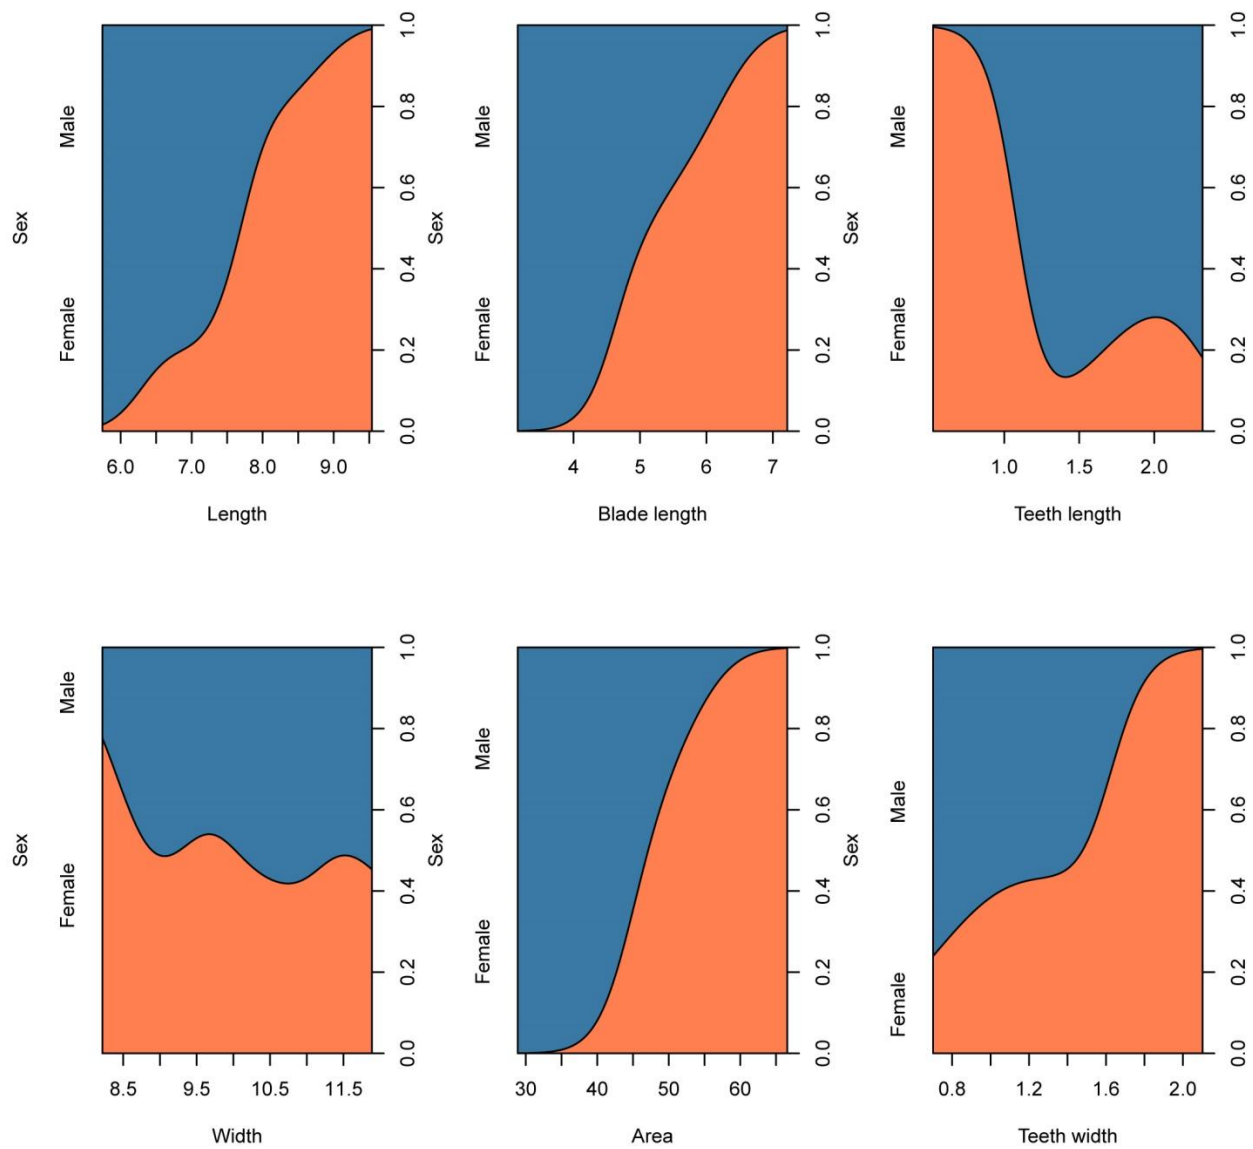 Sex
Male
Female
0.0 0.2 0.4 0.6 0.8 1.0
6.0 7.0 8.0 9.0
Length
Sex
Male
Female
0.0 0.2 0.4 0.6 0.8 1.0
4 5 6 7
Blade length
Sex
Male
Female
0.0 0.2 0.4 0.6 0.8 1.0
1.0 1.5 2.0
Teeth length
Sex
Male
Female
0.0 0.2 0.4 0.6 0.8 1.0
8.5 9.5 10.5 11.5
Width
Sex
Male
Female
0.0 0.2 0.4 0.6 0.8 1.0
30 40 50 60
Area
Sex
Male
Female
0.0 0.2 0.4 0.6 0.8 1.0
0.8 1.2 1.6 2.0
Teeth width